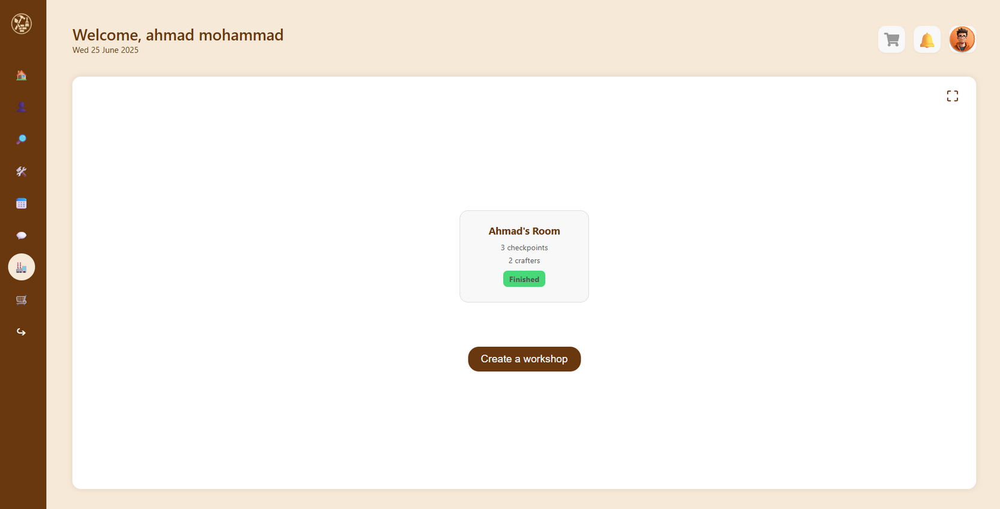 Welcome, ahmad mohammad
Wed 25 June 2025
Ahmad's Room
3 checkpoints
2 crafters
Finished
Create a workshop